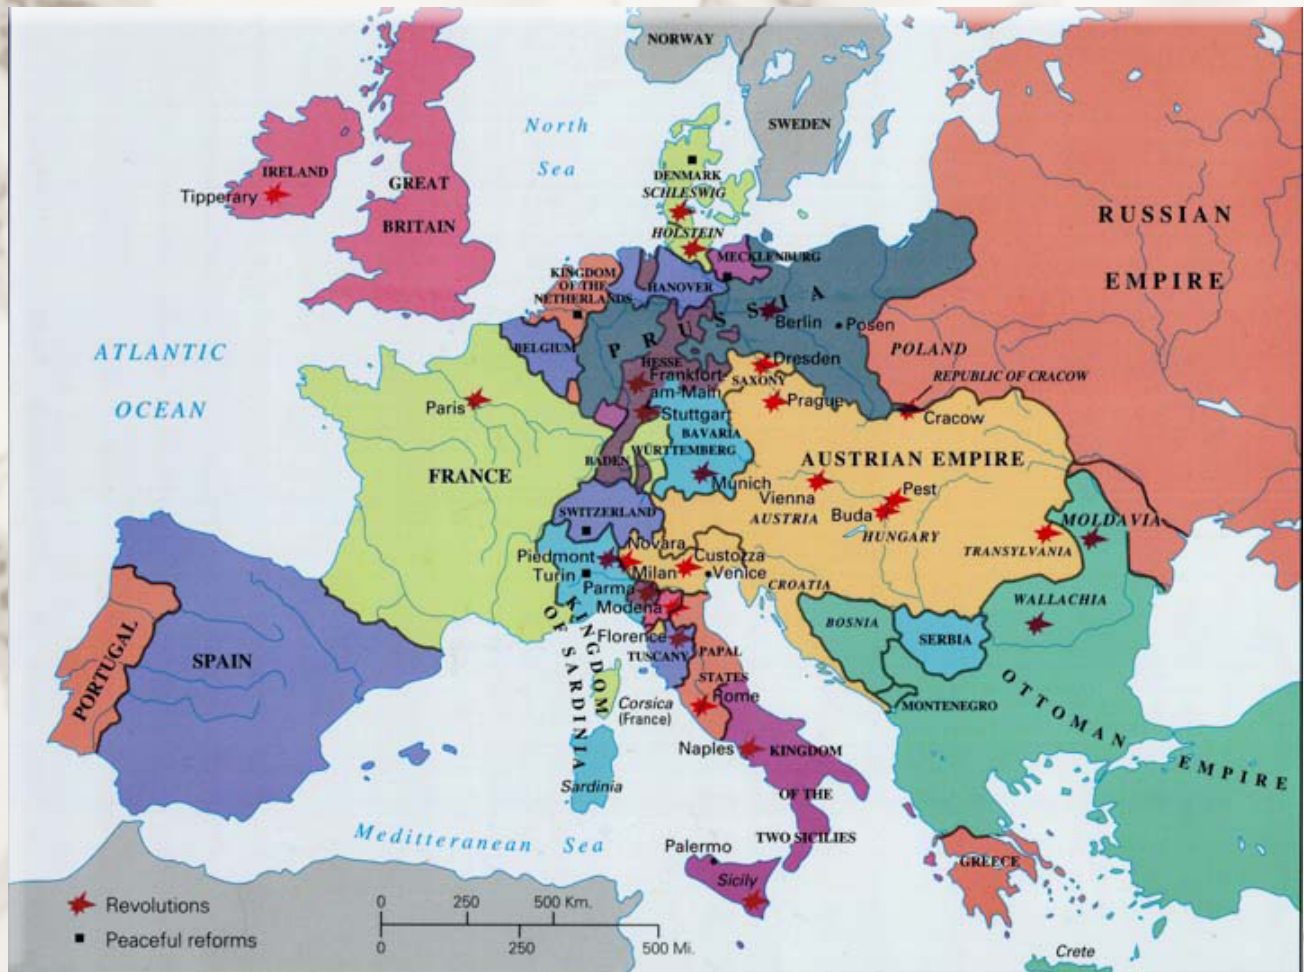 NORWAY
SWEDEN
North
Sea
DENMARK
SCHLESWIG
HOLSTEIN
IRELAND
Tipperary
GREAT
BRITAIN
RUSSIAN
EMPIRE
MECKLENBURG
KINGDOM
OF THE
NETHERLANDS
HANOVER
PRUSSIA
Berlin
Posen
ATLANTIC
OCEAN
BELGIUM
HESSE
Frankfort-
am-Main
Dresden
SAXONY
POLAND
REPUBLIC OF CRACOW
Paris
Stuttgart
Prague
Cracow
BAVARIA
WÜRTTEMBERG
BADEN
FRANCE
AUSTRIAN EMPIRE
Munich
Vienna
Pest
Buda
AUSTRIA
HUNGARY
MOLDAVIA
TRANSYLVANIA
SWITZERLAND
Piedmont
Novara
Custozza
Turin
Milan
Venice
Parma
CROATIA
Modena
WALLACHIA
BOSNIA
SERBIA
Florence
TUSCANY
PAPAL
STATES
PORTUGAL
SPAIN
KINGDOM
OF SARDINIA
Corsica
(France)
Rome
MONTENEGRO
OTTOMAN
EMPIRE
Naples
KINGDOM
OF THE
TWO SICILIES
Sardinia
Mediterranean Sea
Palermo
Sicily
GREECE
Crete
Revolutions
Peaceful reforms
0 250 500 Km.
0 250 500 Mi.